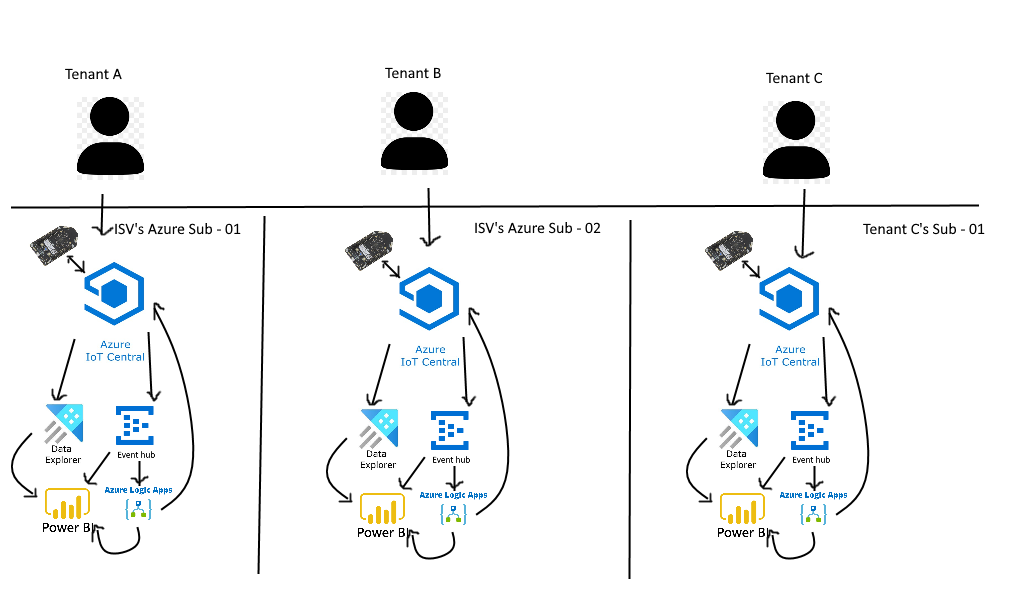 Tenant A
Tenant B
Tenant C
ISV's Azure Sub - 01
ISV's Azure Sub - 02
Tenant C's Sub - 01
Azure
IoT Central
Azure
IoT Central
Azure
IoT Central
Data
Explorer
Event hub
Data
Explorer
Event hub
Data
Explorer
Event hub
Azure Logic Apps
Power BI
Azure Logic Apps
Power BI
Azure Logic Apps
Power BI